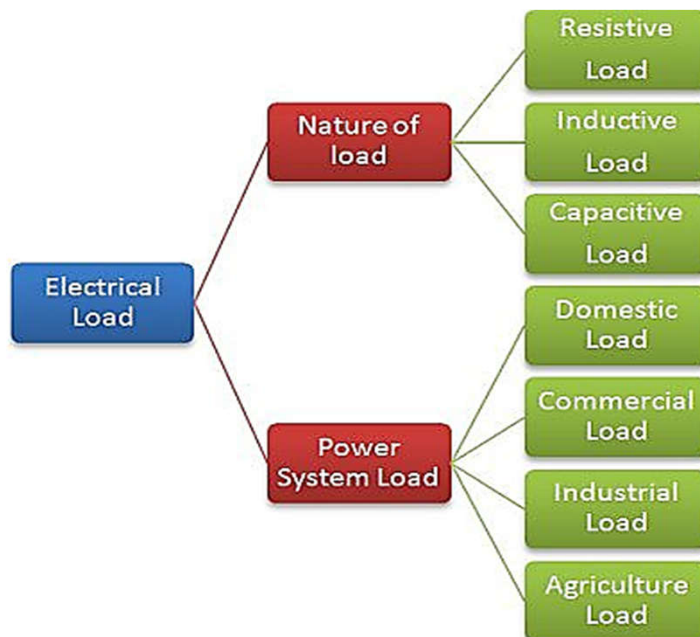 Electrical
Load
Nature of
load
Resistive
Load
Inductive
Load
Capacitive
Load
Power
System Load
Domestic
Load
Commercial
Load
Industrial
Load
Agriculture
Load